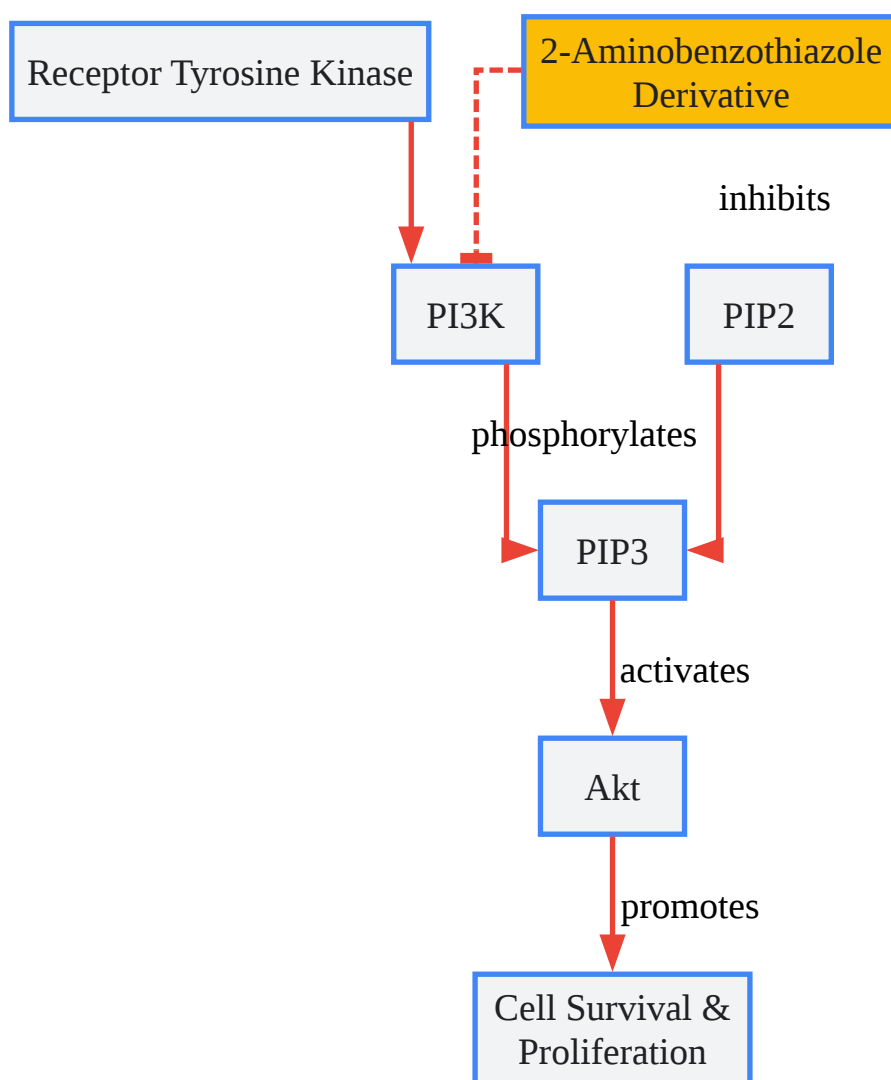 Receptor Tyrosine Kinase
2-Aminobenzothiazole
Derivative
inhibits
PI3K
PIP2
phosphorylates
PIP3
activates
Akt
promotes
Cell Survival &
Proliferation